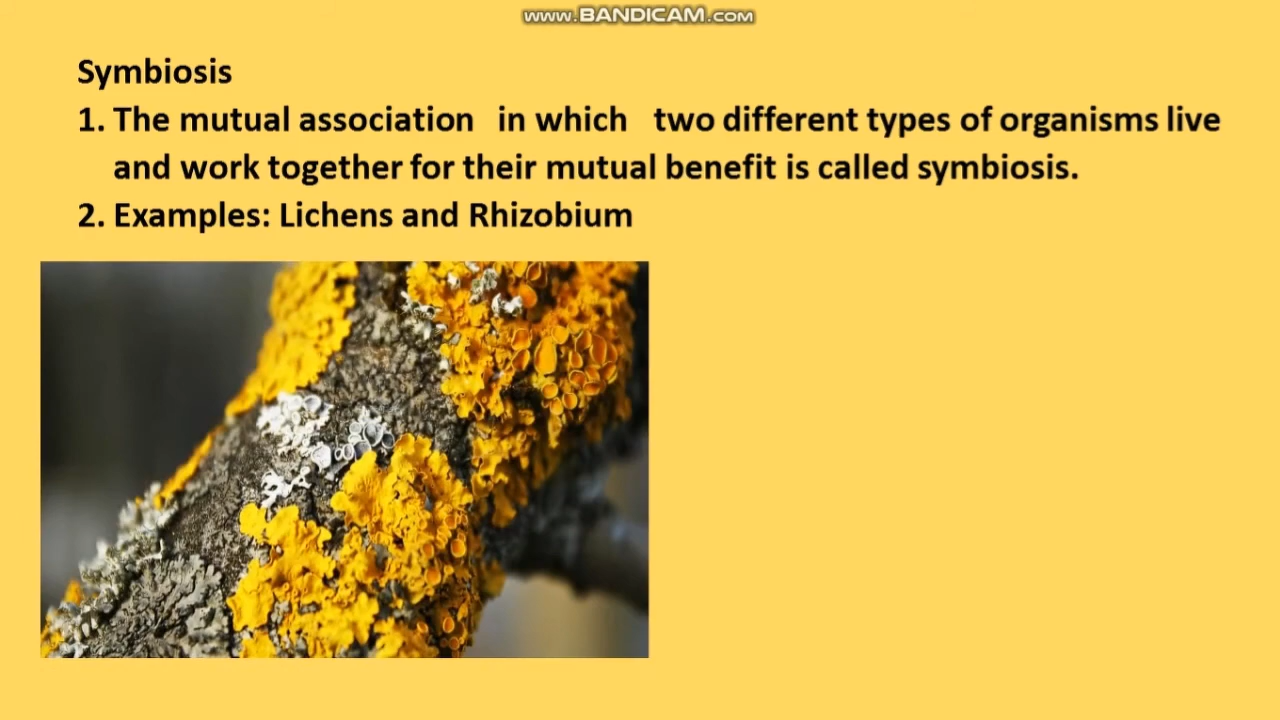 www.BANDICAM.com
Symbiosis
1. The mutual association in which two different types of organisms live
and work together for their mutual benefit is called symbiosis.
2. Examples: Lichens and Rhizobium